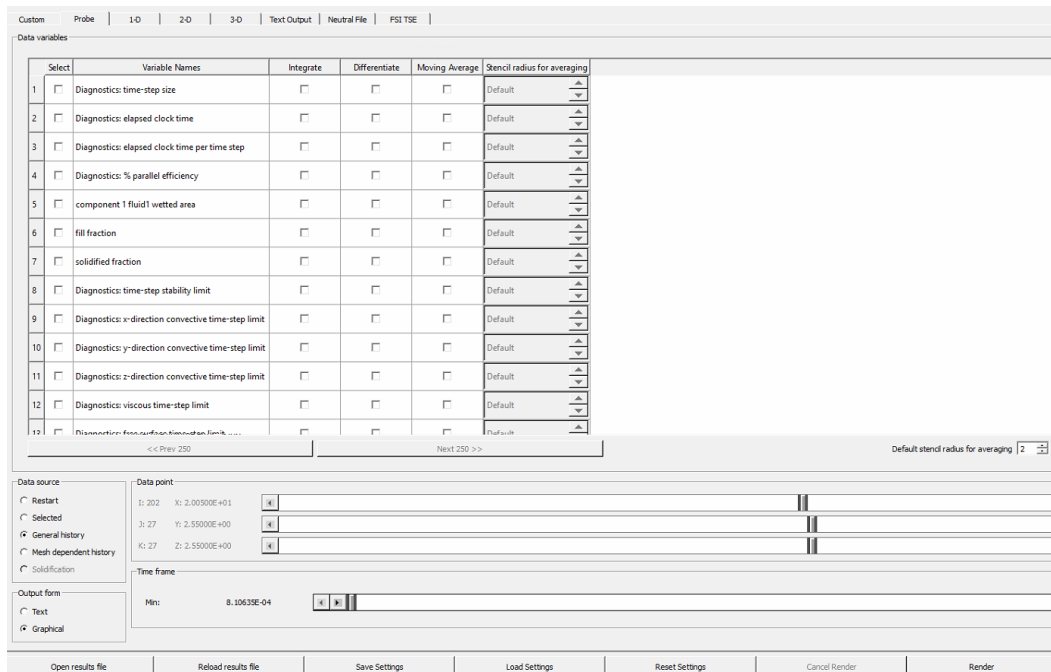 Custom Probe 1-D 2-D 3-D Text Output Neutral File FSI TSE
Data variables
Select Variable Names Integrate Differentiate Moving Average Stencil radius for averaging
1 Diagnostics: time-step size Default
2 Diagnostics: elapsed clock time Default
3 Diagnostics: elapsed clock time per time step Default
4 Diagnostics: % parallel efficiency Default
5 component 1 fluid1 wetted area Default
6 fill fraction Default
7 solidified fraction Default
8 Diagnostics: time-step stability limit Default
9 Diagnostics: x-direction convective time-step limit Default
10 Diagnostics: y-direction convective time-step limit Default
11 Diagnostics: z-direction convective time-step limit Default
12 Diagnostics: viscous time-step limit Default
13 Diagnostics: free-surface time-step limit Default
<< Prev 250 Next 250 >> Default stencil radius for averaging 2
Data source
Restart
Selected
General history
Mesh dependent history
Solidification
Data point
I: 202 X: 2.00500E+01
J: 27 Y: 2.55000E+00
K: 27 Z: 2.55000E+00
Time frame
Min: 8.10635E-04
Output form
Text
Graphical
Open results file Reload results file Save Settings Load Settings Reset Settings Cancel Render Render